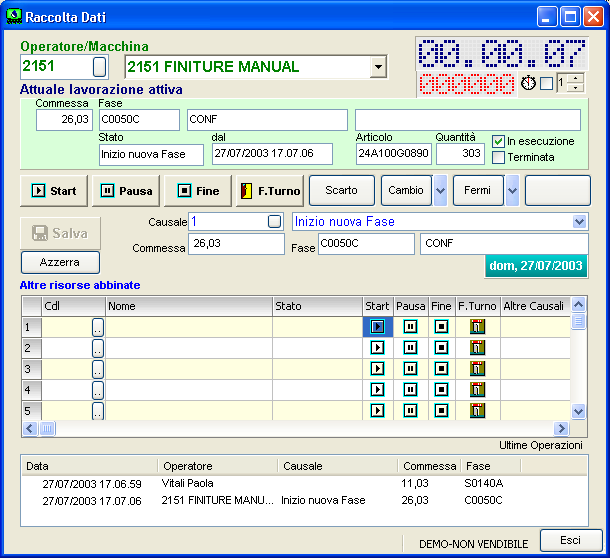 Raccolta Dati
Operatore/Macchina
2151 2151 FINITURE MANUAL
00.00.07
000000 1
Attuale lavorazione attiva
Commessa Fase
26,03 C0050C CONF
Stato dal Articolo Quantità
Inizio nuova Fase 27/07/2003 17.07.06 24A100G0890 303
In esecuzione
Terminata
Start Pausa Fine F.Turno Scarto Cambio Fermi
Salva
Causale 1 Inizio nuova Fase
Commessa 26,03 Fase C0050C CONF
Azzerra
dom, 27/07/2003
Altre risorse abbinate
Cdl Nome Stato Start Pausa Fine F.Turno Altre Causali
1 ..
2 ..
3 ..
4 ..
5 ..
Ultime Operazioni
Data Operatore Causale Commessa Fase
27/07/2003 17.06.59 Vitali Paola 11,03 S0140A
27/07/2003 17.07.06 2151 FINITURE MANU... Inizio nuova Fase 26,03 C0050C
DEMO-NON VENDIBILE Esci